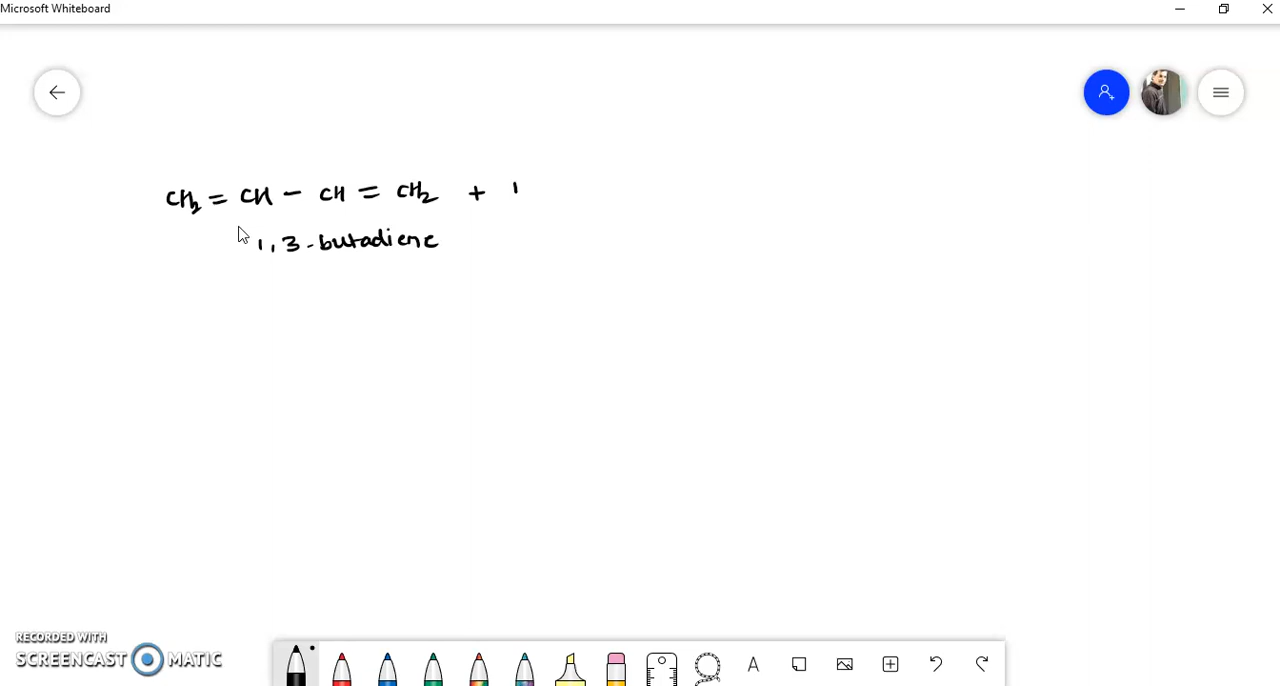 Microsoft Whiteboard
CH2 = CH - CH = CH2 +
1,3-butadiene
RECORDED WITH
SCREENCAST MATIC
A